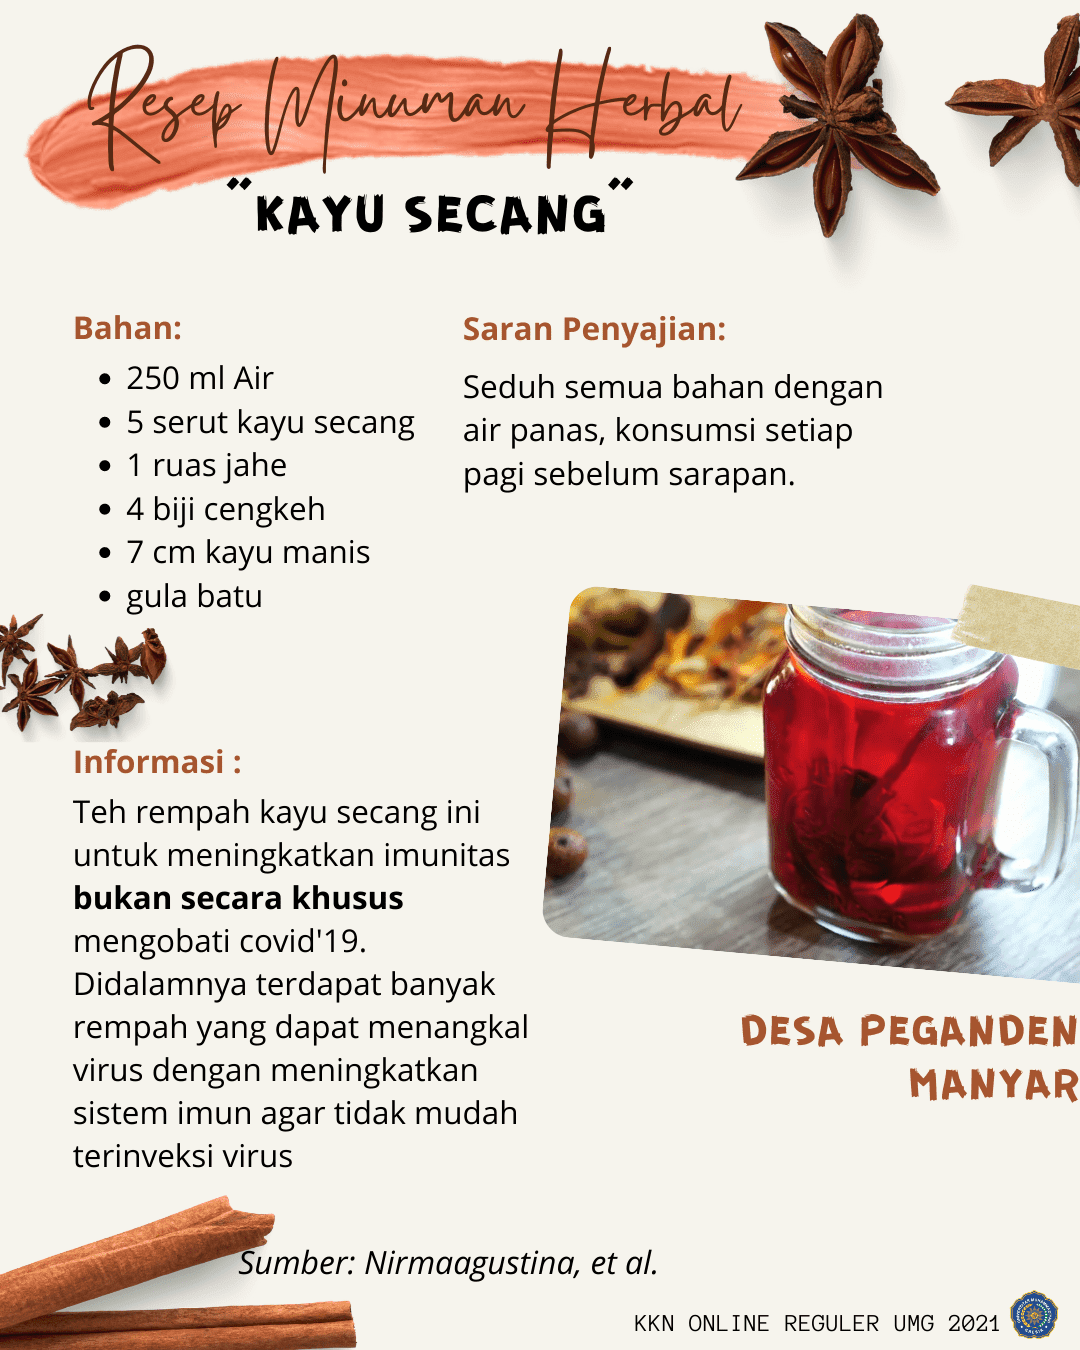 Resep Minuman Herbal
"KAYU SECANG"
Bahan:
• 250 ml Air
• 5 serut kayu secang
• 1 ruas jahe
• 4 biji cengkeh
• 7 cm kayu manis
• gula batu
Saran Penyajian:
Seduh semua bahan dengan
air panas, konsumsi setiap
pagi sebelum sarapan.
Informasi :
Teh rempah kayu secang ini
untuk meningkatkan imunitas
bukan secara khusus
mengobati covid'19.
Didalamnya terdapat banyak
rempah yang dapat menangkal
virus dengan meningkatkan
sistem imun agar tidak mudah
terinveksi virus
DESA PEGANDEN
MANYAR
Sumber: Nirmaagustina, et al.
KKN ONLINE REGULER UMG 2021